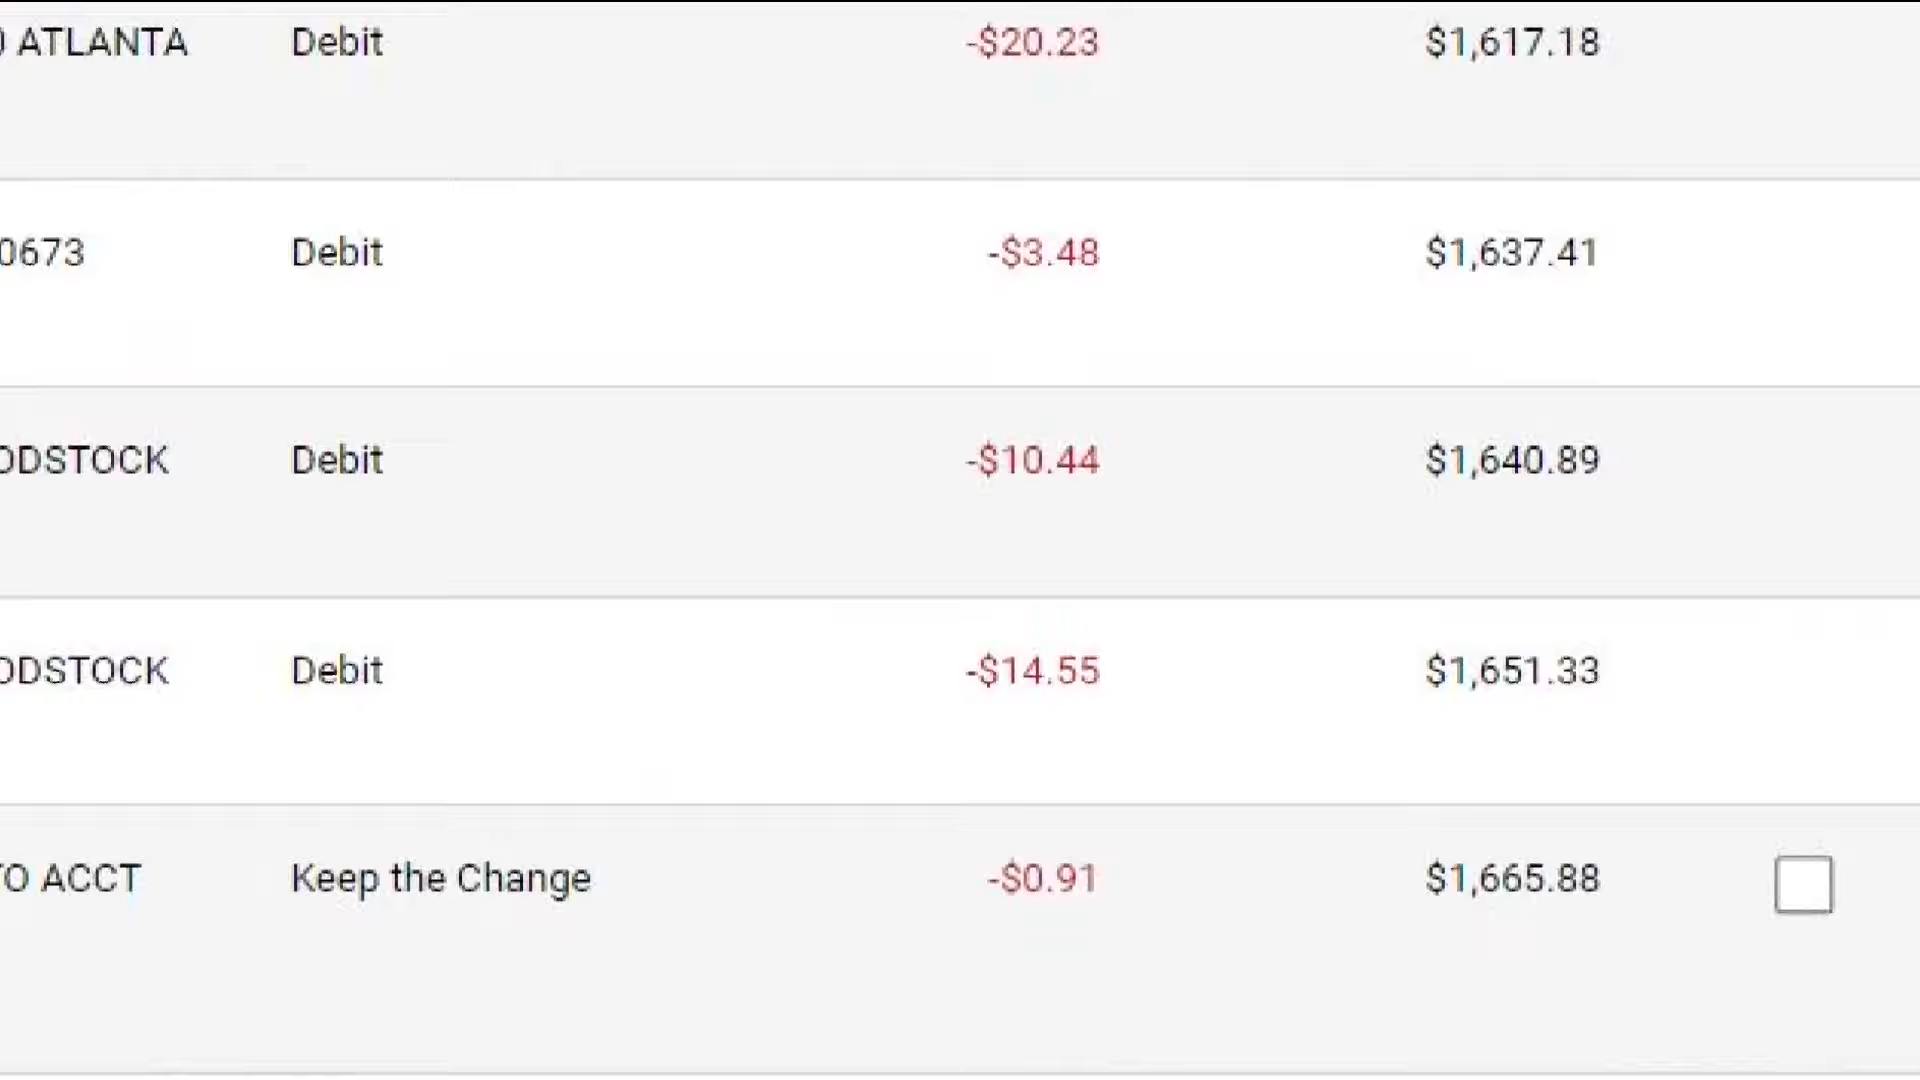 ATLANTA Debit -$20.23 $1,617.18
0673 Debit -$3.48 $1,637.41
ODSTOCK Debit -$10.44 $1,640.89
ODSTOCK Debit -$14.55 $1,651.33
TO ACCT Keep the Change -$0.91 $1,665.88